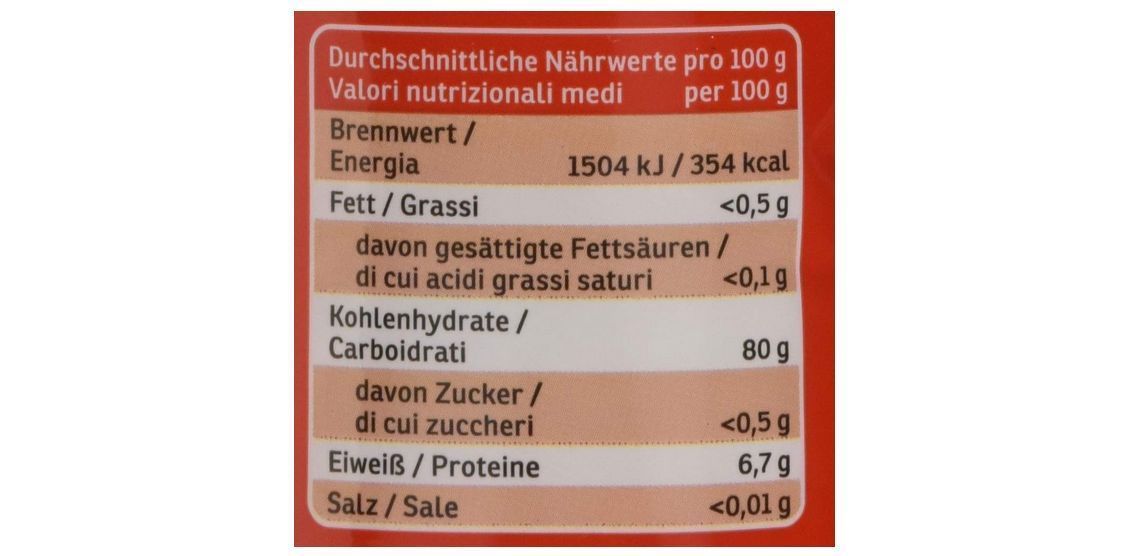 Durchschnittliche Nährwerte pro 100 g
Valori nutrizionali medi per 100 g
Brennwert /
Energia 1504 kJ / 354 kcal
Fett / Grassi <0,5 g
davon gesättigte Fettsäuren /
di cui acidi grassi saturi <0,1 g
Kohlenhydrate /
Carboidrati 80 g
davon Zucker /
di cui zuccheri <0,5 g
Eiweiß / Proteine 6,7 g
Salz / Sale <0,01 g